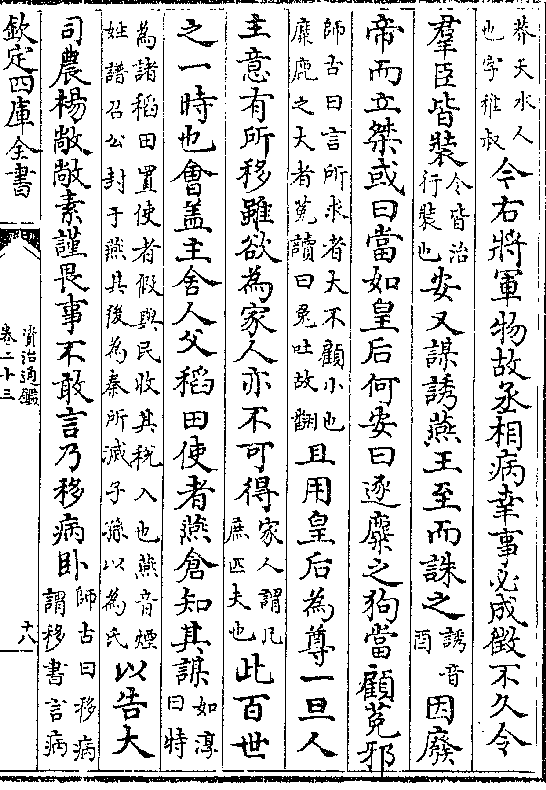 莽天水人也字稚叔今右將軍物故丞相病幸事必成徴不久令
羣臣皆裝令皆治行裝也安又謀誘燕王至而誅之誘音酉因廢
帝而立桀或曰當如皇后何安曰逐麋之狗當顧菟邪
師古曰言所求者大不顧小也麋鹿之大者菟讀曰兔吐故翻且用皇后為尊一旦人
主意有所移雖欲為家人亦不可得家人謂凡庶匹夫也此百世
之一時也會蓋主舍人父稻田使者燕倉知其謀如淳曰特
為諸稻田置使者假與民收其税入也燕音煙姓譜召公封于燕其後為秦所滅子孫以為氏以告大
司農楊敞敞素謹畏事不敢言乃移病卧師古曰移病謂移書言病
欽定四庫全書
資治通鑑
卷二十三
十八